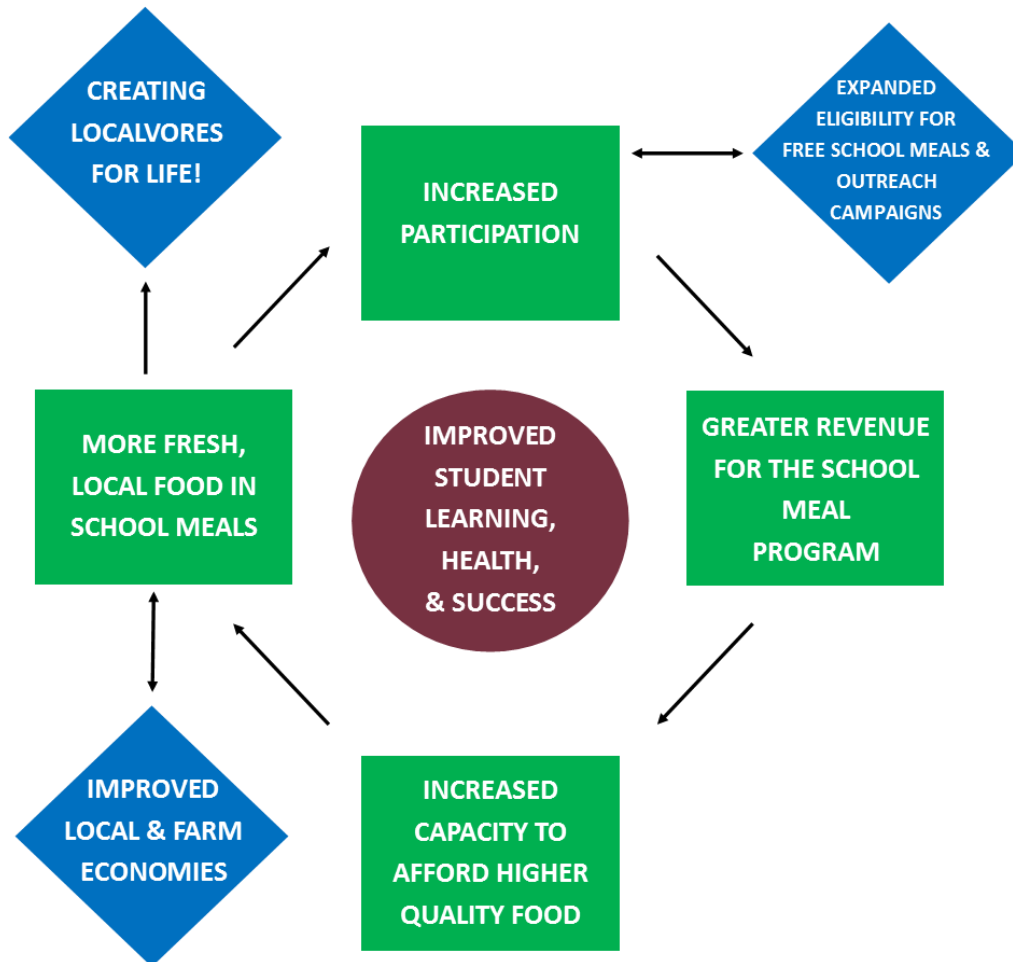 CREATING
LOCALVORES
FOR LIFE!
EXPANDED
ELIGIBILITY FOR
FREE SCHOOL MEALS &
OUTREACH
CAMPAIGNS
INCREASED
PARTICIPATION
MORE FRESH,
LOCAL FOOD IN
SCHOOL MEALS
IMPROVED
STUDENT
LEARNING,
HEALTH,
& SUCCESS
GREATER REVENUE
FOR THE SCHOOL
MEAL
PROGRAM
IMPROVED
LOCAL & FARM
ECONOMIES
INCREASED
CAPACITY TO
AFFORD HIGHER
QUALITY FOOD